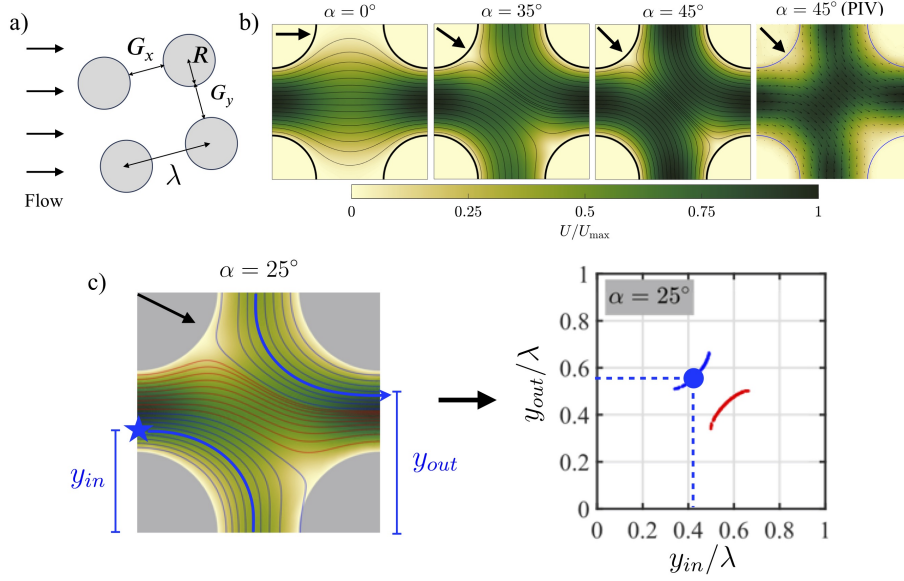 a)
G_x
R
G_y
λ
Flow
b)
α = 0°
α = 35°
α = 45°
α = 45° (PIV)
0 0.25 0.5 0.75 1
U/U_max
c)
α = 25°
y_in
y_out
α = 25°
1
0.8
0.6
0.4
0.2
0
y_out/λ
0 0.2 0.4 0.6 0.8 1
y_in/λ